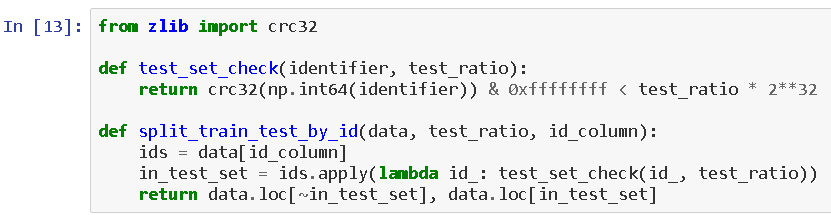 In [13]: from zlib import crc32

def test_set_check(identifier, test_ratio):
    return crc32(np.int64(identifier)) & 0xffffffff < test_ratio * 2**32

def split_train_test_by_id(data, test_ratio, id_column):
    ids = data[id_column]
    in_test_set = ids.apply(lambda id_: test_set_check(id_, test_ratio))
    return data.loc[~in_test_set], data.loc[in_test_set]